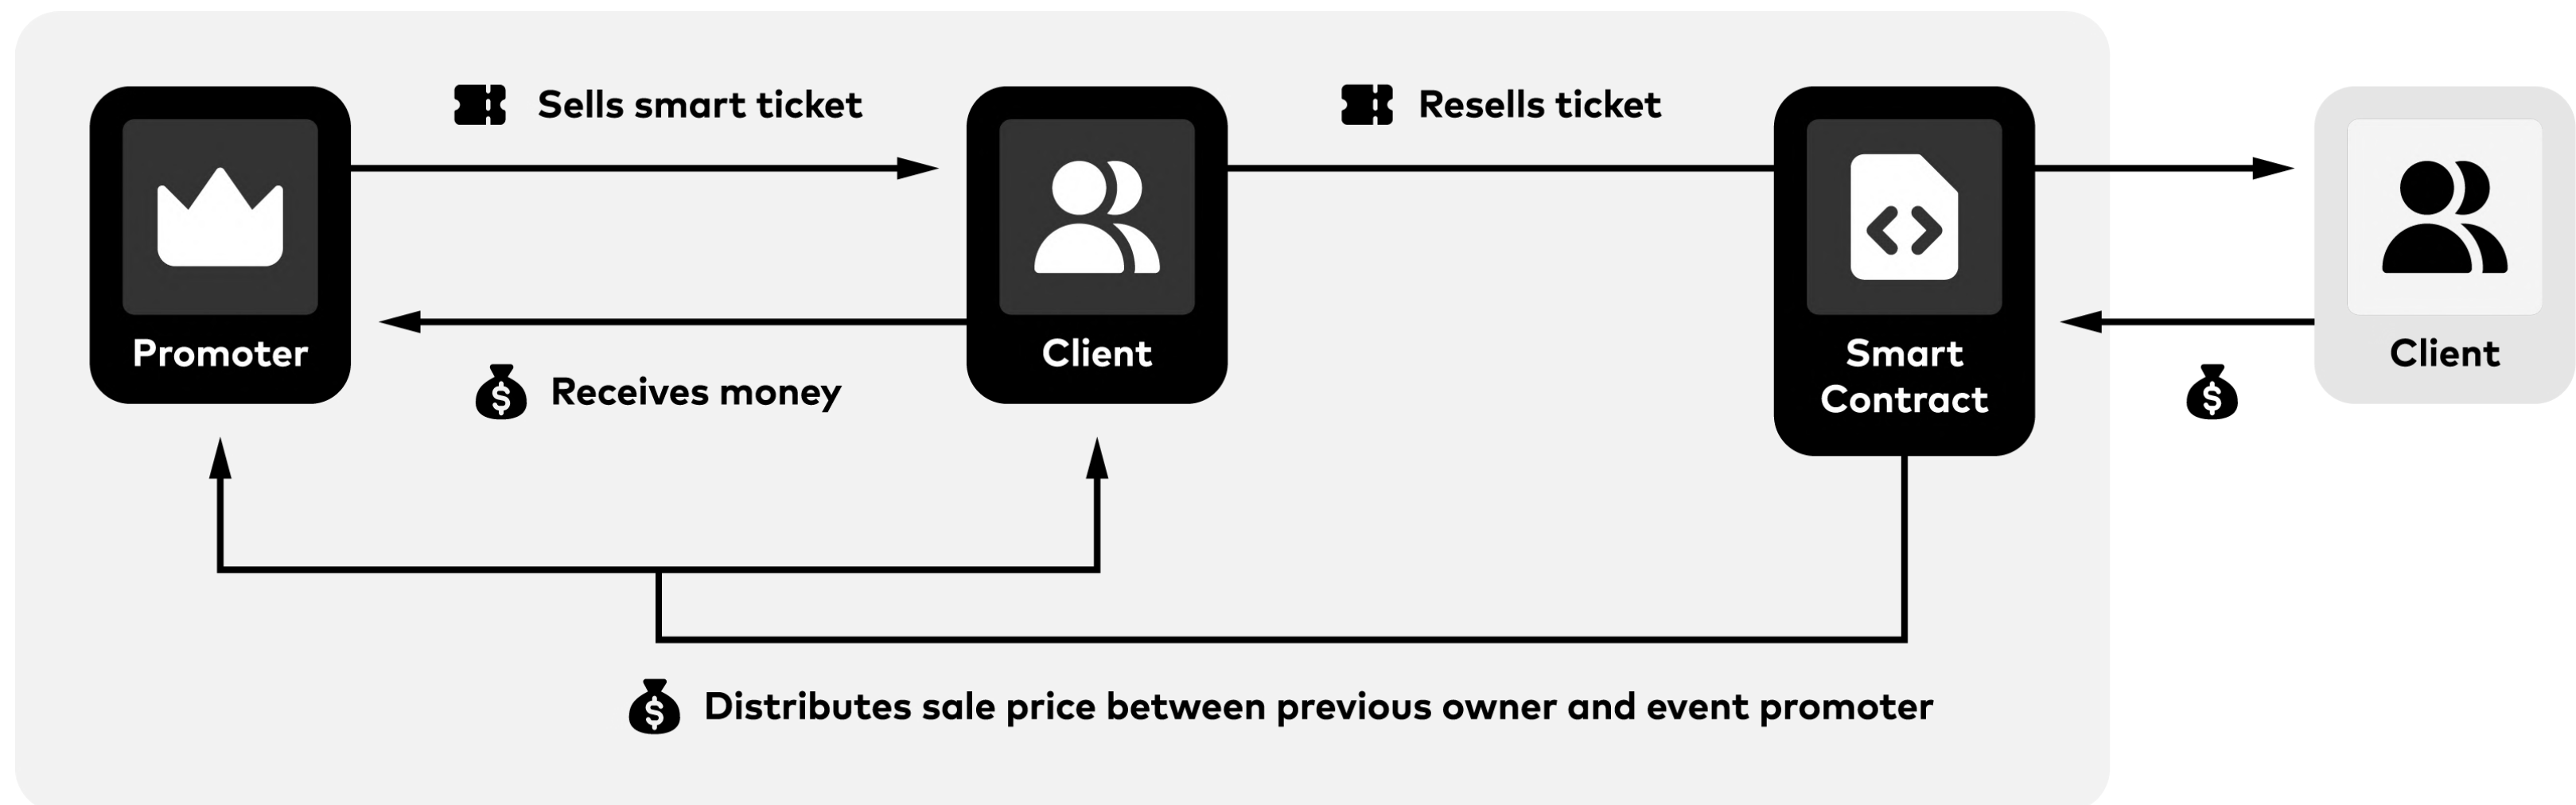 Sells smart ticket
Resells ticket
Promoter
Client
Smart
Contract
Client
Receives money
$
$
$ Distributes sale price between previous owner and event promoter